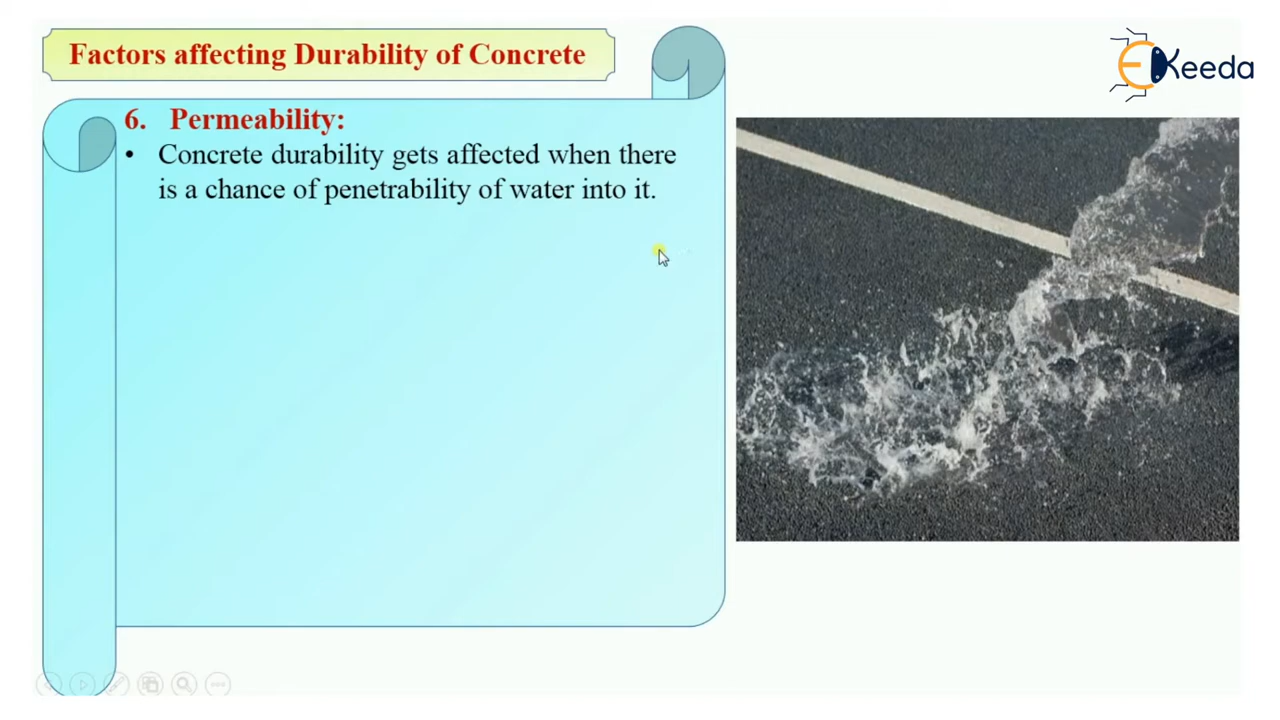 Factors affecting Durability of Concrete
EKeeda
6. Permeability:
• Concrete durability gets affected when there
is a chance of penetrability of water into it.